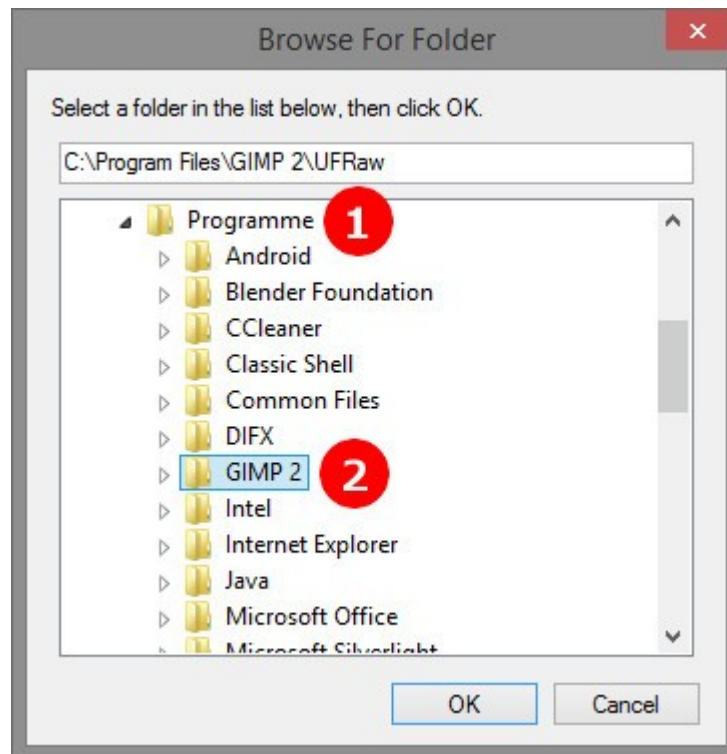 Browse For Folder
Select a folder in the list below, then click OK.
C:\Program Files\GIMP 2\UFRaw
Programme 1
Android
Blender Foundation
CCleaner
Classic Shell
Common Files
DIFX
GIMP 2 2
Intel
Internet Explorer
Java
Microsoft Office
Microsoft Silverlight
OK Cancel